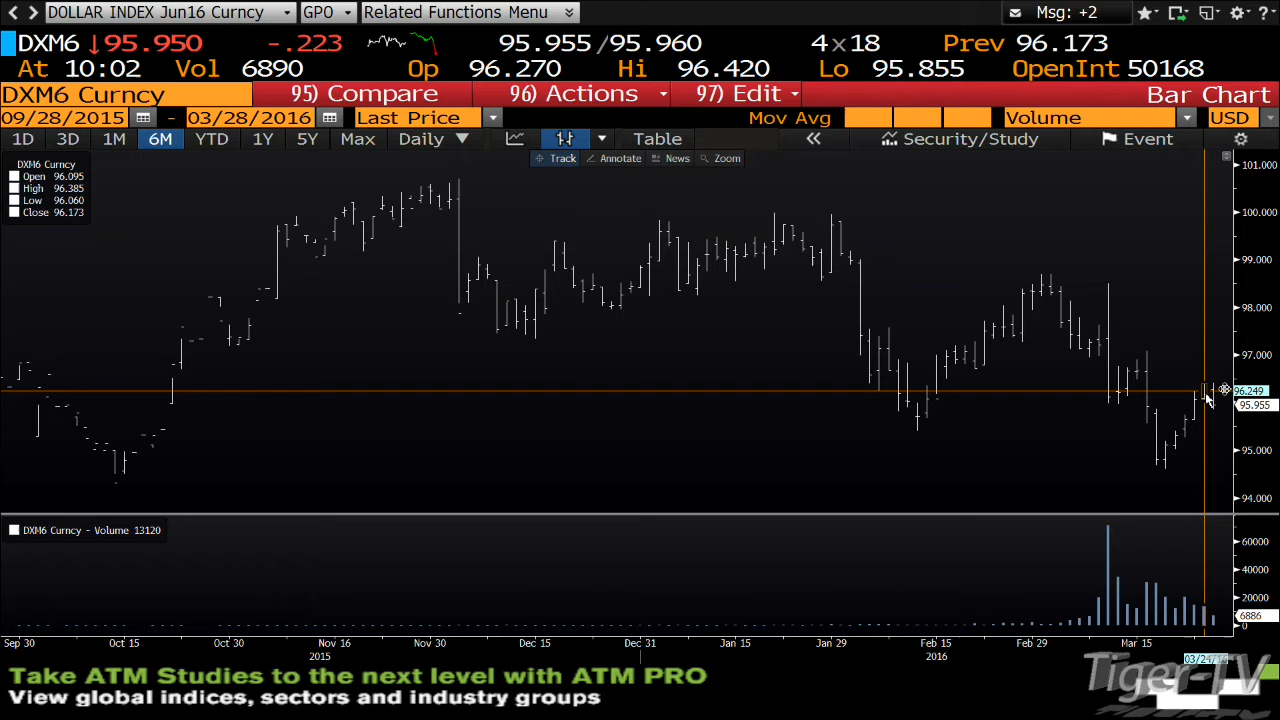 DOLLAR INDEX Jun16 Curncy GPO Related Functions Menu Msg: +2
DXM6 ↓95.950 -.223 95.955/95.960 4x18 Prev 96.173
At 10:02 Vol 6890 Op 96.270 Hi 96.420 Lo 95.855 OpenInt 50168
DXM6 Curncy 95) Compare 96) Actions 97) Edit Bar Chart
09/28/2015 - 03/28/2016 Last Price Mov Avg Volume USD
1D 3D 1M 6M YTD 1Y 5Y Max Daily ▼ Table « Security/Study Event
Track Annotate News Zoom
DXM6 Curncy
Open 96.095
High 96.385
Low 96.060
Close 96.173
101.000
100.000
99.000
98.000
97.000
96.249
95.955
95.000
94.000
DXM6 Curncy - Volume 13120
60000
40000
20000
6886
0
Sep 30 Oct 15 Oct 30 Nov 16 Nov 30 Dec 15 Dec 31 Jan 15 Jan 29 Feb 15 Feb 29 Mar 15
2015 2016 03/24/16
Take ATM Studies to the next level with ATM PRO
View global indices, sectors and industry groups
Tiger-TV